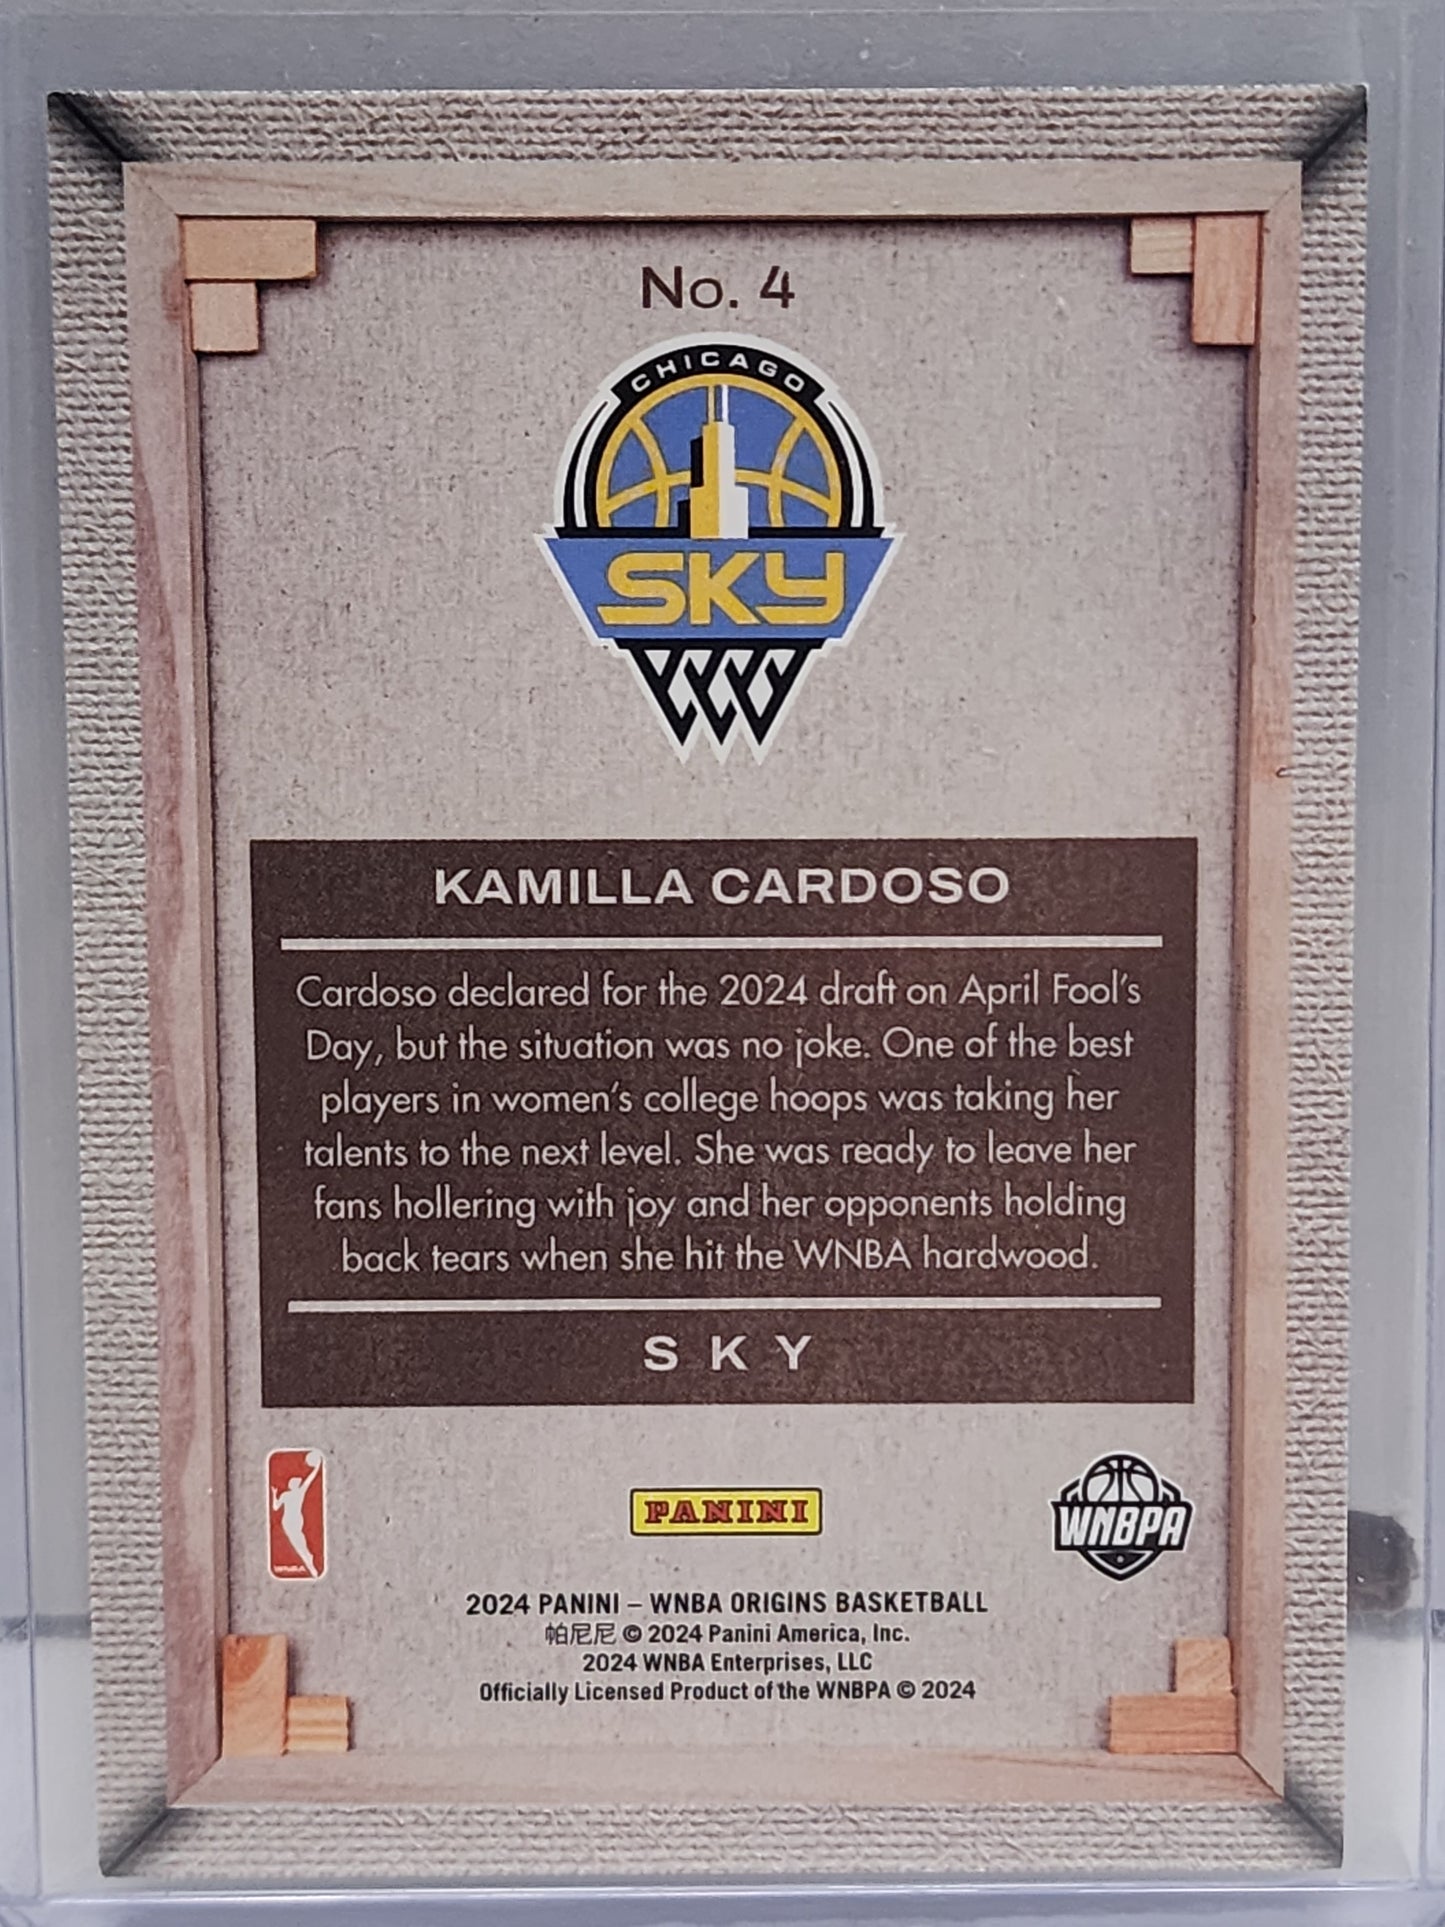 No. 4
CHICAGO
SKY
KAMILLA CARDOSO
Cardoso declared for the 2024 draft on April Fool's
Day, but the situation was no joke. One of the best
players in women's college hoops was taking her
talents to the next level. She was ready to leave her
fans hollering with joy and her opponents holding
back tears when she hit the WNBA hardwood.
SKY
WNBA
PANINI
WNBPA
2024 PANINI – WNBA ORIGINS BASKETBALL
帕尼尼 © 2024 Panini America, Inc.
2024 WNBA Enterprises, LLC
Officially Licensed Product of the WNBPA © 2024